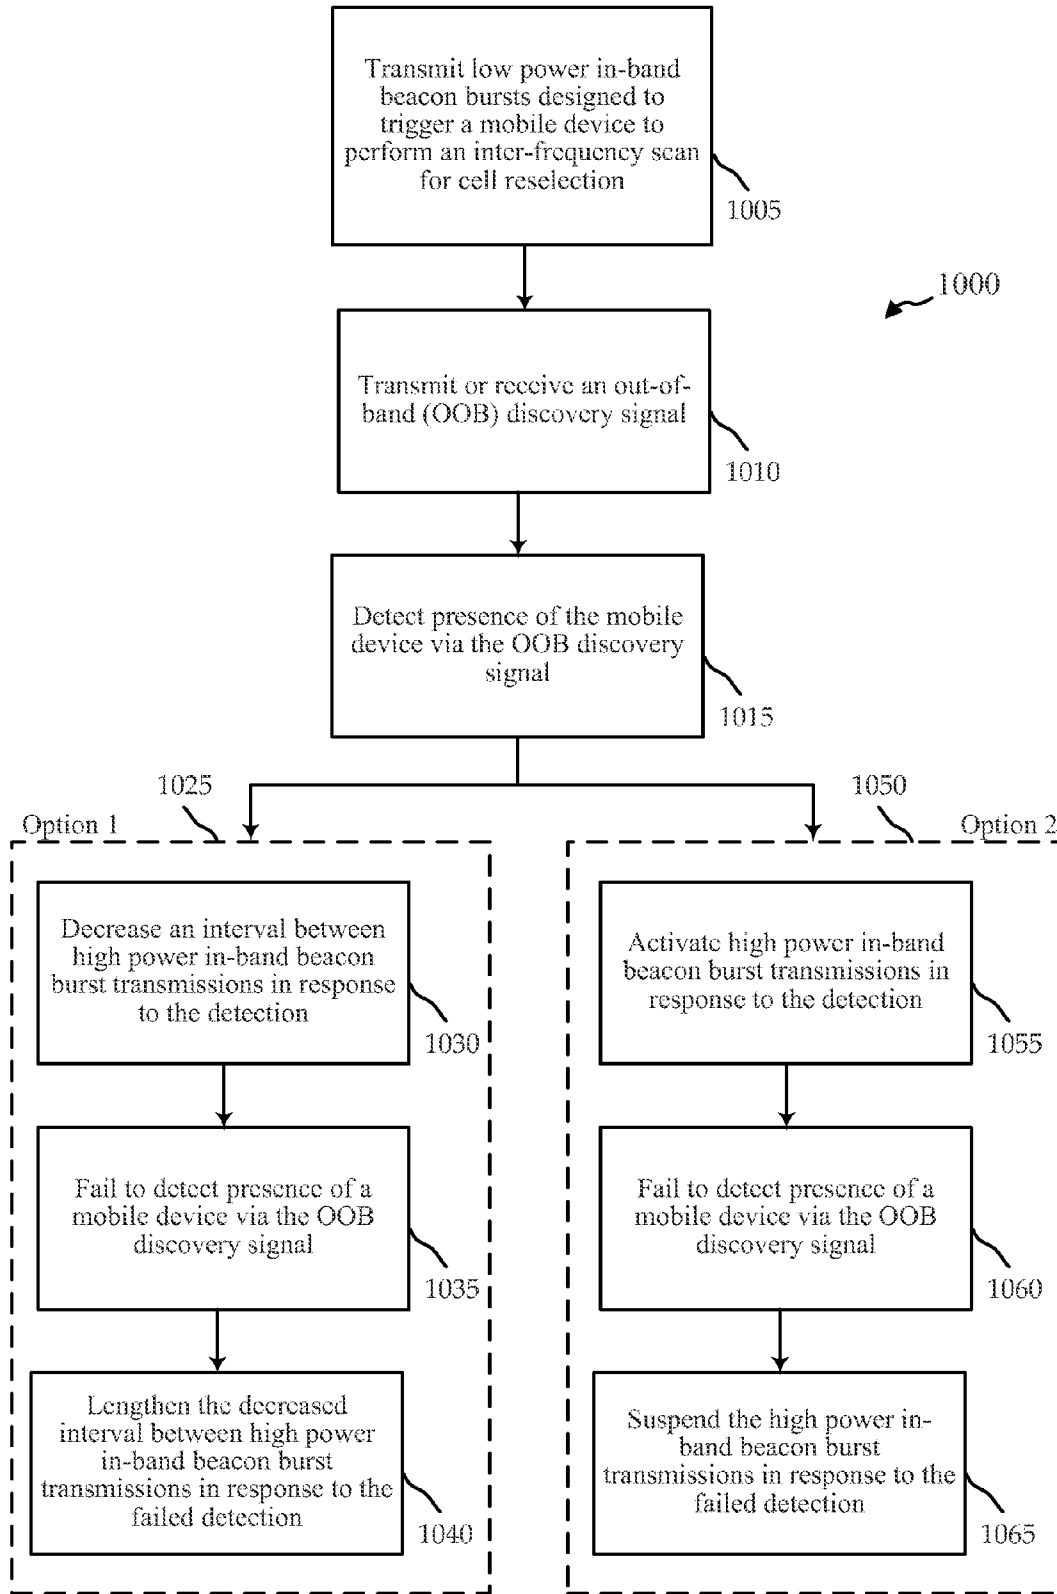 Transmit low power in-band
beacon bursts designed to
trigger a mobile device to
perform an inter-frequency scan
for cell reselection
1005
1000
Transmit or receive an out-of-
band (OOB) discovery signal
1010
Detect presence of the mobile
device via the OOB discovery
signal
1015
1025
Option 1
Decrease an interval between
high power in-band beacon
burst transmissions in response
to the detection
1030
Fail to detect presence of a
mobile device via the OOB
discovery signal
1035
Lengthen the decreased
interval between high power
in-band beacon burst
transmissions in response to the
failed detection
1040
1050
Option 2
Activate high power in-band
beacon burst transmissions in
response to the detection
1055
Fail to detect presence of a
mobile device via the OOB
discovery signal
1060
Suspend the high power in-
band beacon burst
transmissions in response to the
failed detection
1065